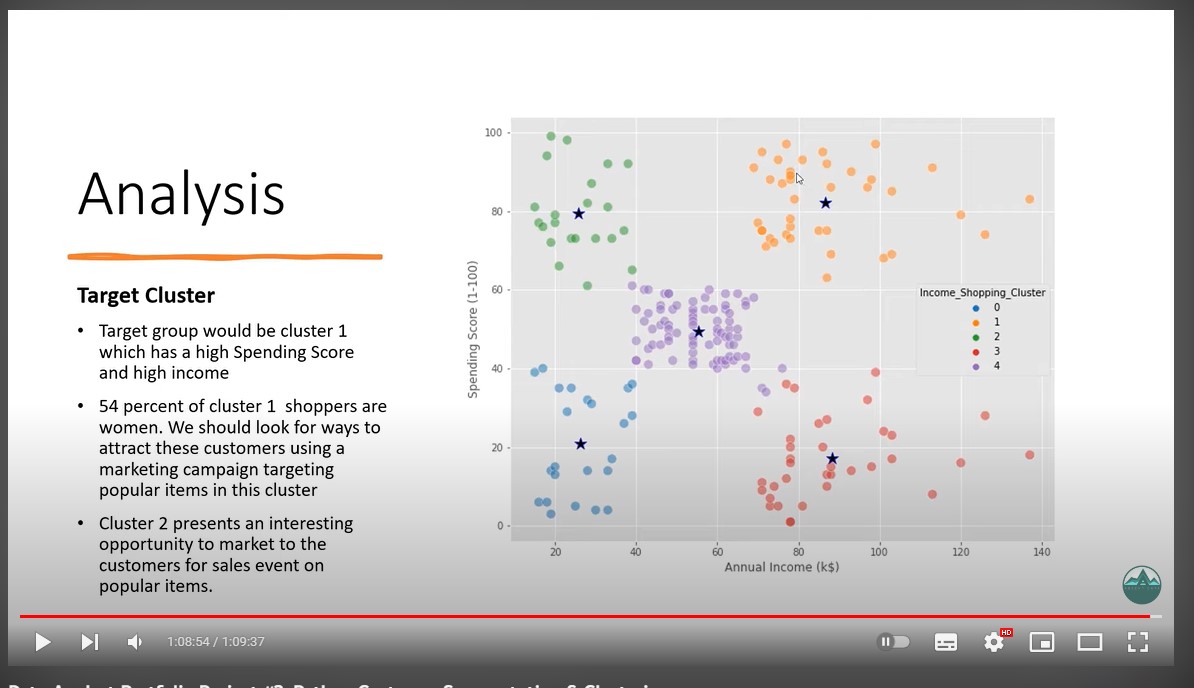 Analysis
Target Cluster
• Target group would be cluster 1
which has a high Spending Score
and high income
• 54 percent of cluster 1 shoppers are
women. We should look for ways to
attract these customers using a
marketing campaign targeting
popular items in this cluster
• Cluster 2 presents an interesting
opportunity to market to the
customers for sales event on
popular items.
Spending Score (1-100)
100
80
60
40
20
0
20 40 60 80 100 120 140
Annual Income (k$)
Income_Shopping_Cluster
0
1
2
3
4
1:08:54 / 1:09:37
HD